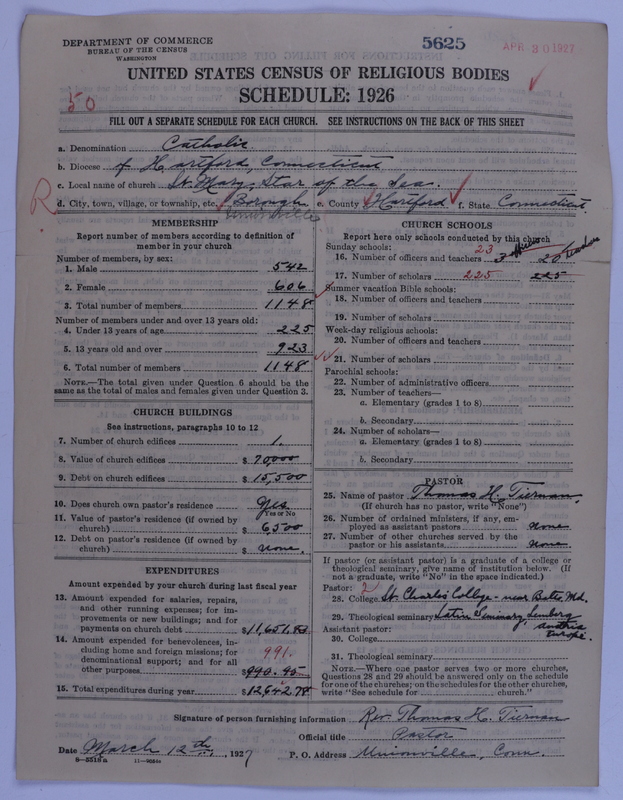 DEPARTMENT OF COMMERCE
BUREAU OF THE CENSUS
WASHINGTON
5625
APR 30 1927
UNITED STATES CENSUS OF RELIGIOUS BODIES
SCHEDULE: 1926
50
FILL OUT A SEPARATE SCHEDULE FOR EACH CHURCH. SEE INSTRUCTIONS ON THE BACK OF THIS SHEET
a. Denomination Catholic
b. Diocese of Hartford, Connecticut
c. Local name of church St. Mary, Star of the Sea.
R
d. City, town, village, or township, etc. Borough e. County Hartford f. State Connecticut
Unionville
MEMBERSHIP
Report number of members according to definition of member in your church
Number of members, by sex:
1. Male 542
2. Female 606
3. Total number of members 1148
Number of members under and over 13 years old:
4. Under 13 years of age 225
5. 13 years old and over 923
6. Total number of members 1148
NOTE.—The total given under Question 6 should be the same as the total of males and females given under Question 3.
CHURCH BUILDINGS
See instructions, paragraphs 10 to 12
7. Number of church edifices 1.
8. Value of church edifices $ 70,000
9. Debt on church edifices $ 15,500
10. Does church own pastor's residence Yes
Yes or No
11. Value of pastor's residence (if owned by church) $ 6,500
12. Debt on pastor's residence (if owned by church) $ none.
EXPENDITURES
Amount expended by your church during last fiscal year
13. Amount expended for salaries, repairs, and other running expenses; for improvements or new buildings; and for payments on church debt $11,651.83
14. Amount expended for benevolences, including home and foreign missions; for denominational support; and for all other purposes 991. $990.95
15. Total expenditures during year $12,642.78
CHURCH SCHOOLS
Report here only schools conducted by this church
Sunday schools: 23
16. Number of officers and teachers 3 officers 20 teachers
17. Number of scholars 225 225
Summer vacation Bible schools:
18. Number of officers and teachers
19. Number of scholars
Week-day religious schools:
20. Number of officers and teachers
21. Number of scholars
Parochial schools:
22. Number of administrative officers
23. Number of teachers—
a. Elementary (grades 1 to 8)
b. Secondary
24. Number of scholars—
a. Elementary (grades 1 to 8)
b. Secondary
PASTOR
25. Name of pastor Thomas H. Tiernan,
(If church has no pastor, write "None")
26. Number of ordained ministers, if any, employed as assistant pastors none
27. Number of other churches served by the pastor or his assistants none.
If pastor (or assistant pastor) is a graduate of a college or theological seminary, give name of institution below. (If not a graduate, write "No" in the space indicated.)
Pastor: 2
28. College St. Charles College - near Balto, Md.
29. Theological seminary Latin Seminary, Lemberg
Austria
Europe.
Assistant pastor:
30. College
31. Theological seminary
NOTE.—Where one pastor serves two or more churches, Questions 28 and 29 should be answered only on the schedule for one of the churches; on the schedules for the other churches, write "See schedule for church."
Signature of person furnishing information Rev. Thomas H. Tiernan
Official title Pastor
Date March 12th, 1927
P. O. Address Unionville, Conn.
8—5518a